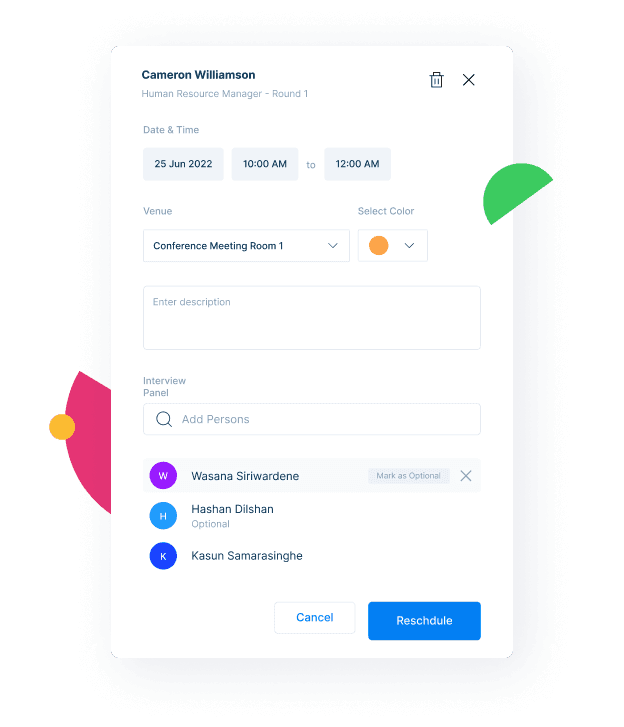 Cameron Williamson
Human Resource Manager - Round 1
Date & Time
25 Jun 2022 10:00 AM to 12:00 AM
Venue Select Color
Conference Meeting Room 1
Enter description
Interview
Panel
Add Persons
W Wasana Siriwardene Mark as Optional
H Hashan Dilshan
Optional
K Kasun Samarasinghe
Cancel Reschdule